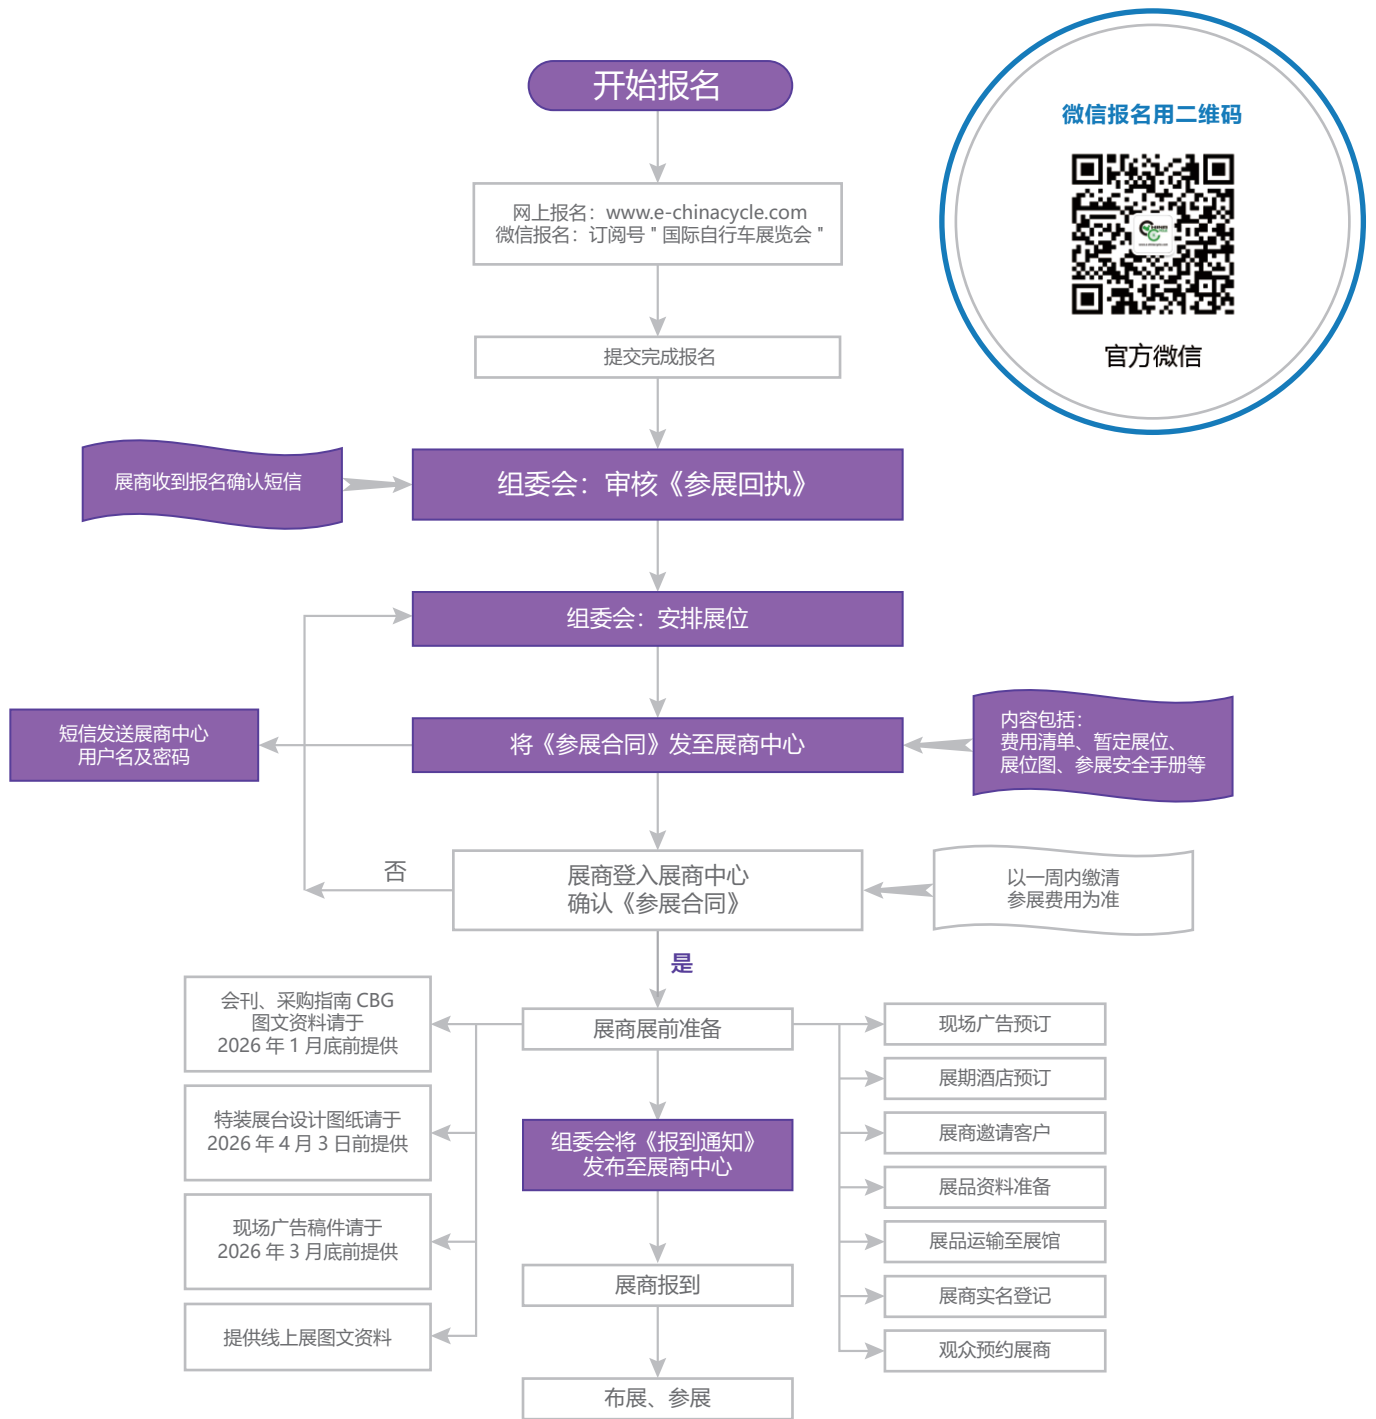 开始报名
微信报名用二维码
官方微信
网上报名：www.e-chinacycle.com
微信报名：订阅号 " 国际自行车展览会 "
提交完成报名
展商收到报名确认短信
组委会：审核《参展回执》
组委会：安排展位
短信发送展商中心
用户名及密码
将《参展合同》发至展商中心
内容包括：
费用清单、暂定展位、
展位图、参展安全手册等
否
展商登入展商中心
确认《参展合同》
以一周内缴清
参展费用为准
是
会刊、采购指南 CBG
图文资料请于
2026 年 1 月底前提供
特装展台设计图纸请于
2026 年 4 月 3 日前提供
现场广告稿件请于
2026 年 3 月底前提供
提供线上展图文资料
展商展前准备
组委会将《报到通知》
发布至展商中心
展商报到
布展、参展
现场广告预订
展期酒店预订
展商邀请客户
展品资料准备
展品运输至展馆
展商实名登记
观众预约展商